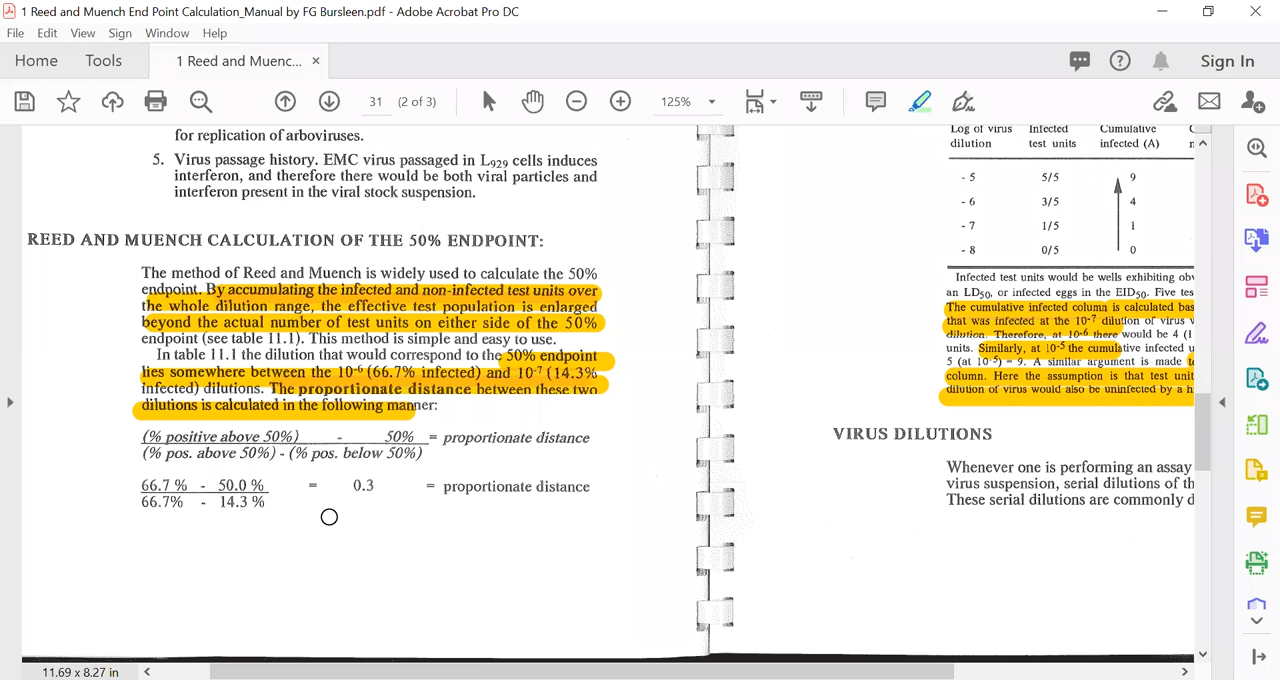 1 Reed and Muench End Point Calculation_Manual by FG Bursleen.pdf - Adobe Acrobat Pro DC
File Edit View Sign Window Help
Home Tools 1 Reed and Muenc... × Sign In
31 (2 of 3) 125%
for replication of arboviruses.
5. Virus passage history. EMC virus passaged in L929 cells induces
interferon, and therefore there would be both viral particles and
interferon present in the viral stock suspension.
REED AND MUENCH CALCULATION OF THE 50% ENDPOINT:
The method of Reed and Muench is widely used to calculate the 50%
endpoint. By accumulating the infected and non-infected test units over
the whole dilution range, the effective test population is enlarged
beyond the actual number of test units on either side of the 50%
endpoint (see table 11.1). This method is simple and easy to use.
In table 11.1 the dilution that would correspond to the 50% endpoint
lies somewhere between the 10-6 (66.7% infected) and 10-7 (14.3%
infected) dilutions. The proportionate distance between these two
dilutions is calculated in the following manner:
(% positive above 50%) - 50% = proportionate distance
(% pos. above 50%) - (% pos. below 50%)
66.7 % - 50.0 % = 0.3 = proportionate distance
66.7% - 14.3 %
Log of virus Infected Cumulative
dilution test units infected (A)
- 5 5/5 9
- 6 3/5 4
- 7 1/5 1
- 8 0/5 0
Infected test units would be wells exhibiting
an LD50, or infected eggs in the EID50. Five
The cumulative infected column is calculated
that was infected at the 10-7 dilution of virus
dilution. Therefore, at 10-6 there would be 4 (1
units. Similarly, at 10-5 the cumulative infected
5 (at 10-5) = 9. A similar argument is made
column. Here the assumption is that test
dilution of virus would also be uninfected by a
VIRUS DILUTIONS
Whenever one is performing an assay
virus suspension, serial dilutions of
These serial dilutions are commonly
11.69 x 8.27 in